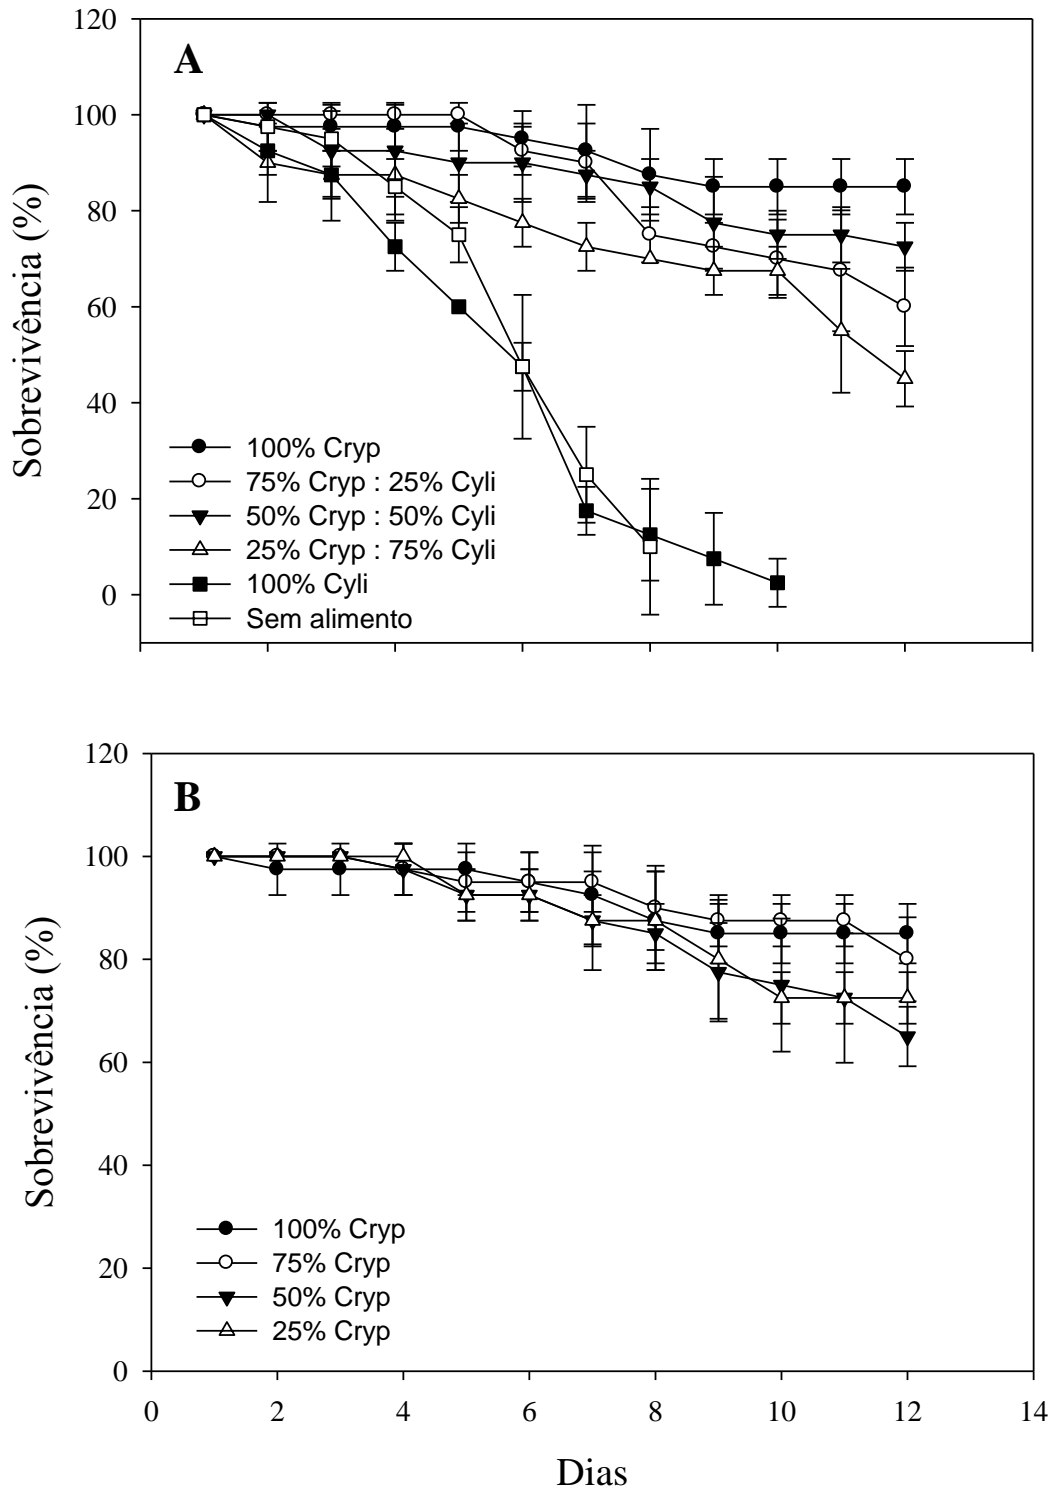 120
A
100
80
60
40
20
0
Sobrevivência (%)
100% Cryp
75% Cryp : 25% Cyli
50% Cryp : 50% Cyli
25% Cryp : 75% Cyli
100% Cyli
Sem alimento
120
B
100
80
60
40
20
0
Sobrevivência (%)
100% Cryp
75% Cryp
50% Cryp
25% Cryp
0 2 4 6 8 10 12 14
Dias